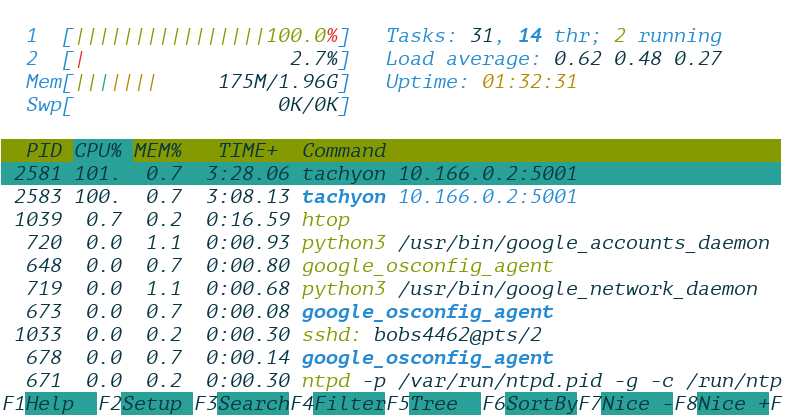 1 [||||||||||||||||100.0%] Tasks: 31, 14 thr; 2 running
2 [| 2.7%] Load average: 0.62 0.48 0.27
Mem[||||||| 175M/1.96G] Uptime: 01:32:31
Swp[ 0K/0K]
PID CPU% MEM% TIME+ Command
2581 101. 0.7 3:28.06 tachyon 10.166.0.2:5001
2583 100. 0.7 3:08.13 tachyon 10.166.0.2:5001
1039 0.7 0.2 0:16.59 htop
720 0.0 1.1 0:00.93 python3 /usr/bin/google_accounts_daemon
648 0.0 0.7 0:00.80 google_osconfig_agent
719 0.0 1.1 0:00.68 python3 /usr/bin/google_network_daemon
673 0.0 0.7 0:00.08 google_osconfig_agent
1033 0.0 0.2 0:00.30 sshd: bobs4462@pts/2
678 0.0 0.7 0:00.14 google_osconfig_agent
671 0.0 0.2 0:00.30 ntpd -p /var/run/ntpd.pid -g -c /run/ntp
F1Help F2Setup F3SearchF4FilterF5Tree F6SortByF7Nice -F8Nice +F